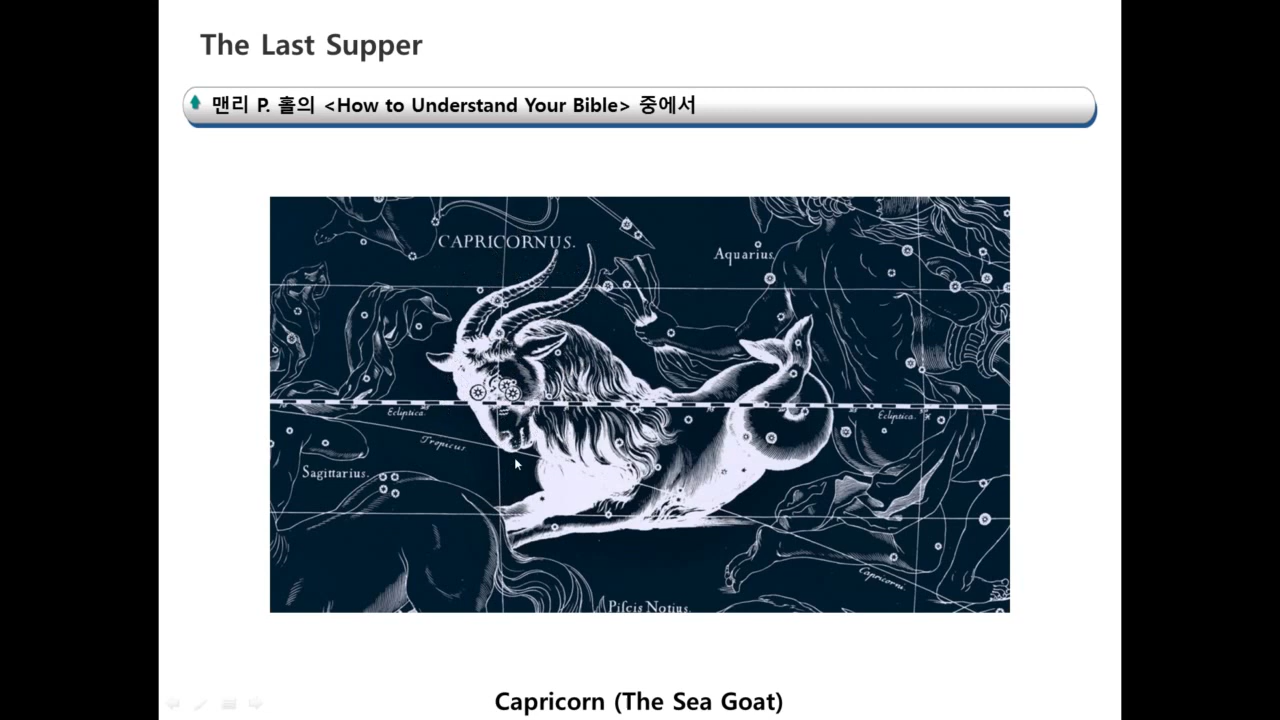 The Last Supper
맨리 P. 홀의 <How to Understand Your Bible> 중에서
CAPRICORNUS.
Aquarius.
Ecliptica.
Ecliptica.
Tropicus
Sagittarius.
Capricorni.
Piſcis Notius.
Capricorn (The Sea Goat)